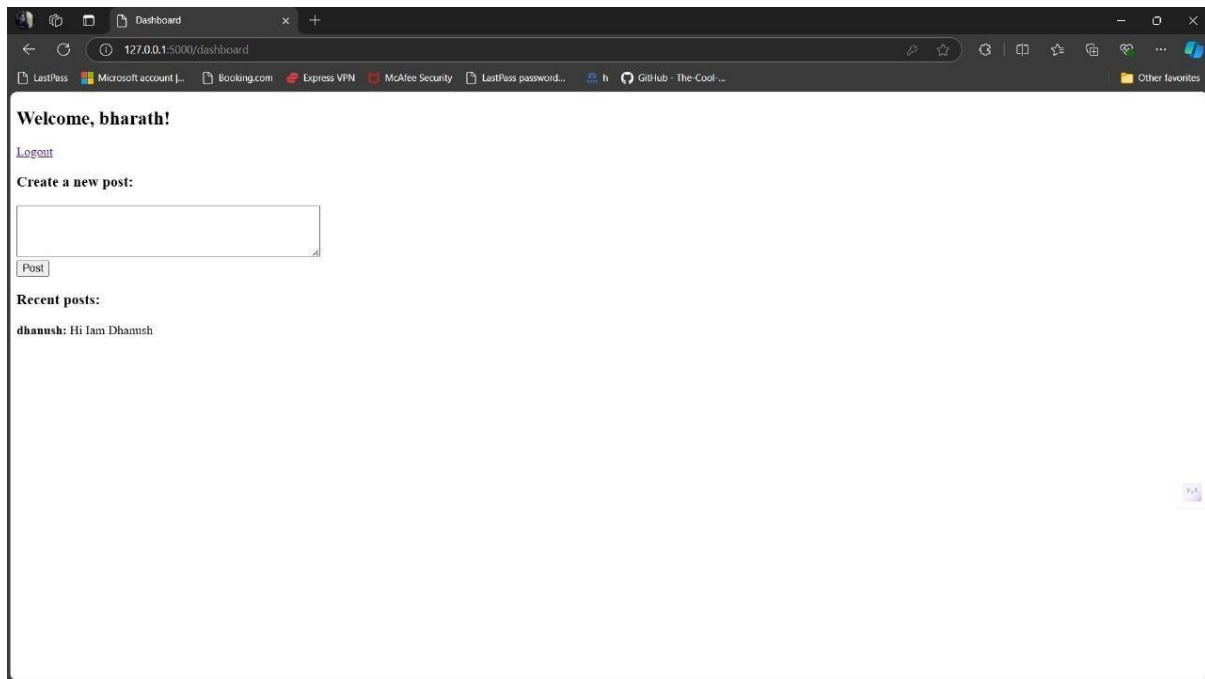 Dashboard
127.0.0.1:5000/dashboard
LastPass Microsoft account |... Booking.com Express VPN McAfee Security LastPass password... h GitHub - The-Cool-... Other favorites
Welcome, bharath!
Logout
Create a new post:
Post
Recent posts:
dhanush: Hi Iam Dhanush